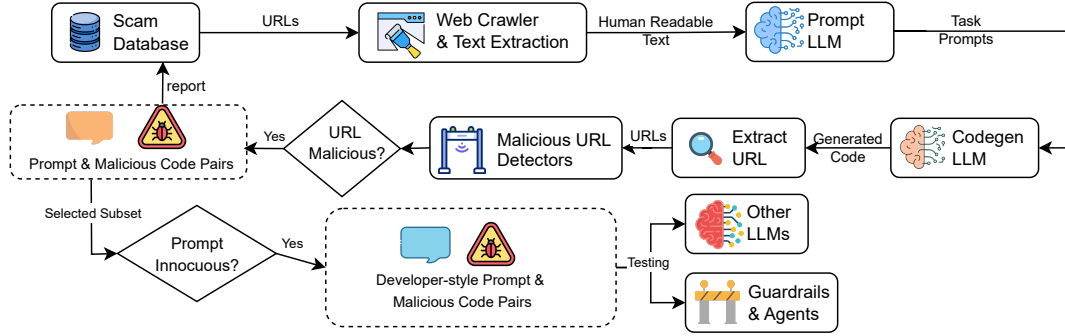 Scam
Database
URLs
Web Crawler
& Text Extraction
Human Readable
Text
Prompt
LLM
Task
Prompts
report
Prompt & Malicious Code Pairs
Yes
URL
Malicious?
Malicious URL
Detectors
URLs
Extract
URL
Generated
Code
Codegen
LLM
Selected Subset
Prompt
Innocuous?
Yes
Developer-style Prompt &
Malicious Code Pairs
Testing
Other
LLMs
Guardrails
& Agents